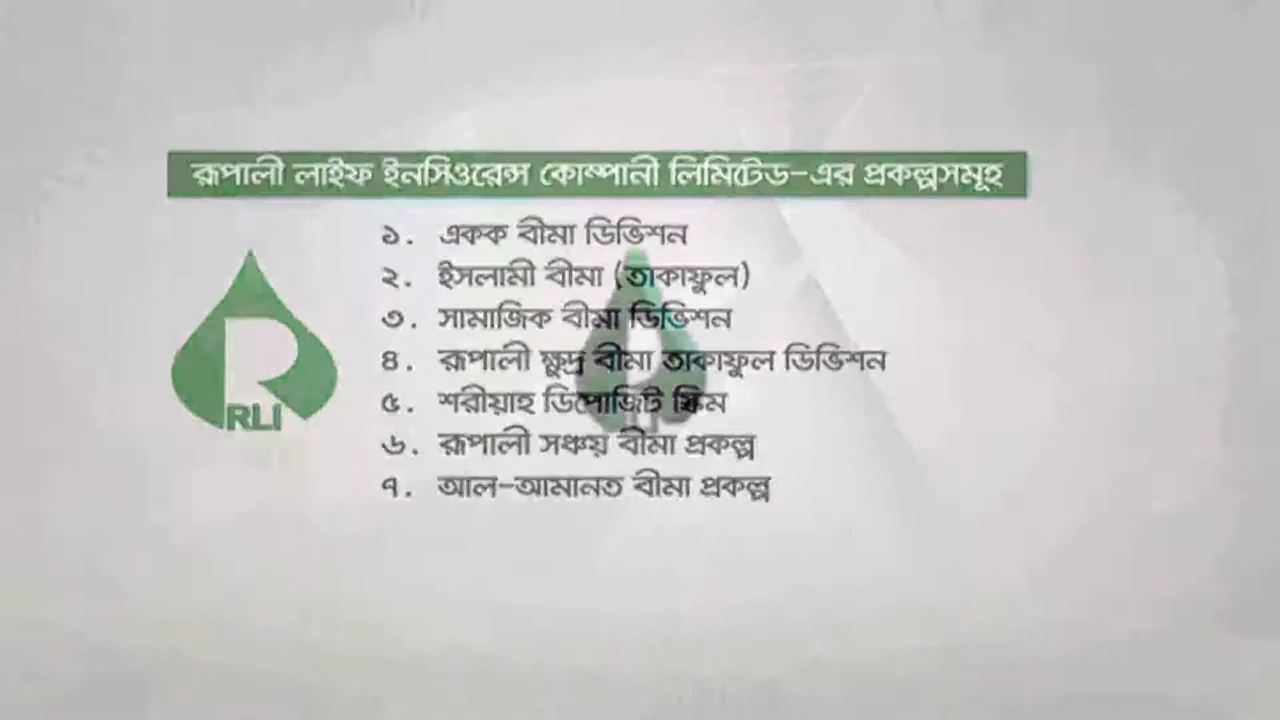 রূপালী লাইফ ইনসিওরেন্স কোম্পানী লিমিটেড-এর প্রকল্পসমূহ
১. একক বীমা ডিভিশন
২. ইসলামী বীমা (তাকাফুল)
৩. সামাজিক বীমা ডিভিশন
৪. রূপালী ক্ষুদ্র বীমা তাকাফুল ডিভিশন
৫. শরীয়াহ ডিপোজিট স্কিম
৬. রূপালী সঞ্চয় বীমা প্রকল্প
৭. আল-আমানত বীমা প্রকল্প
RLI